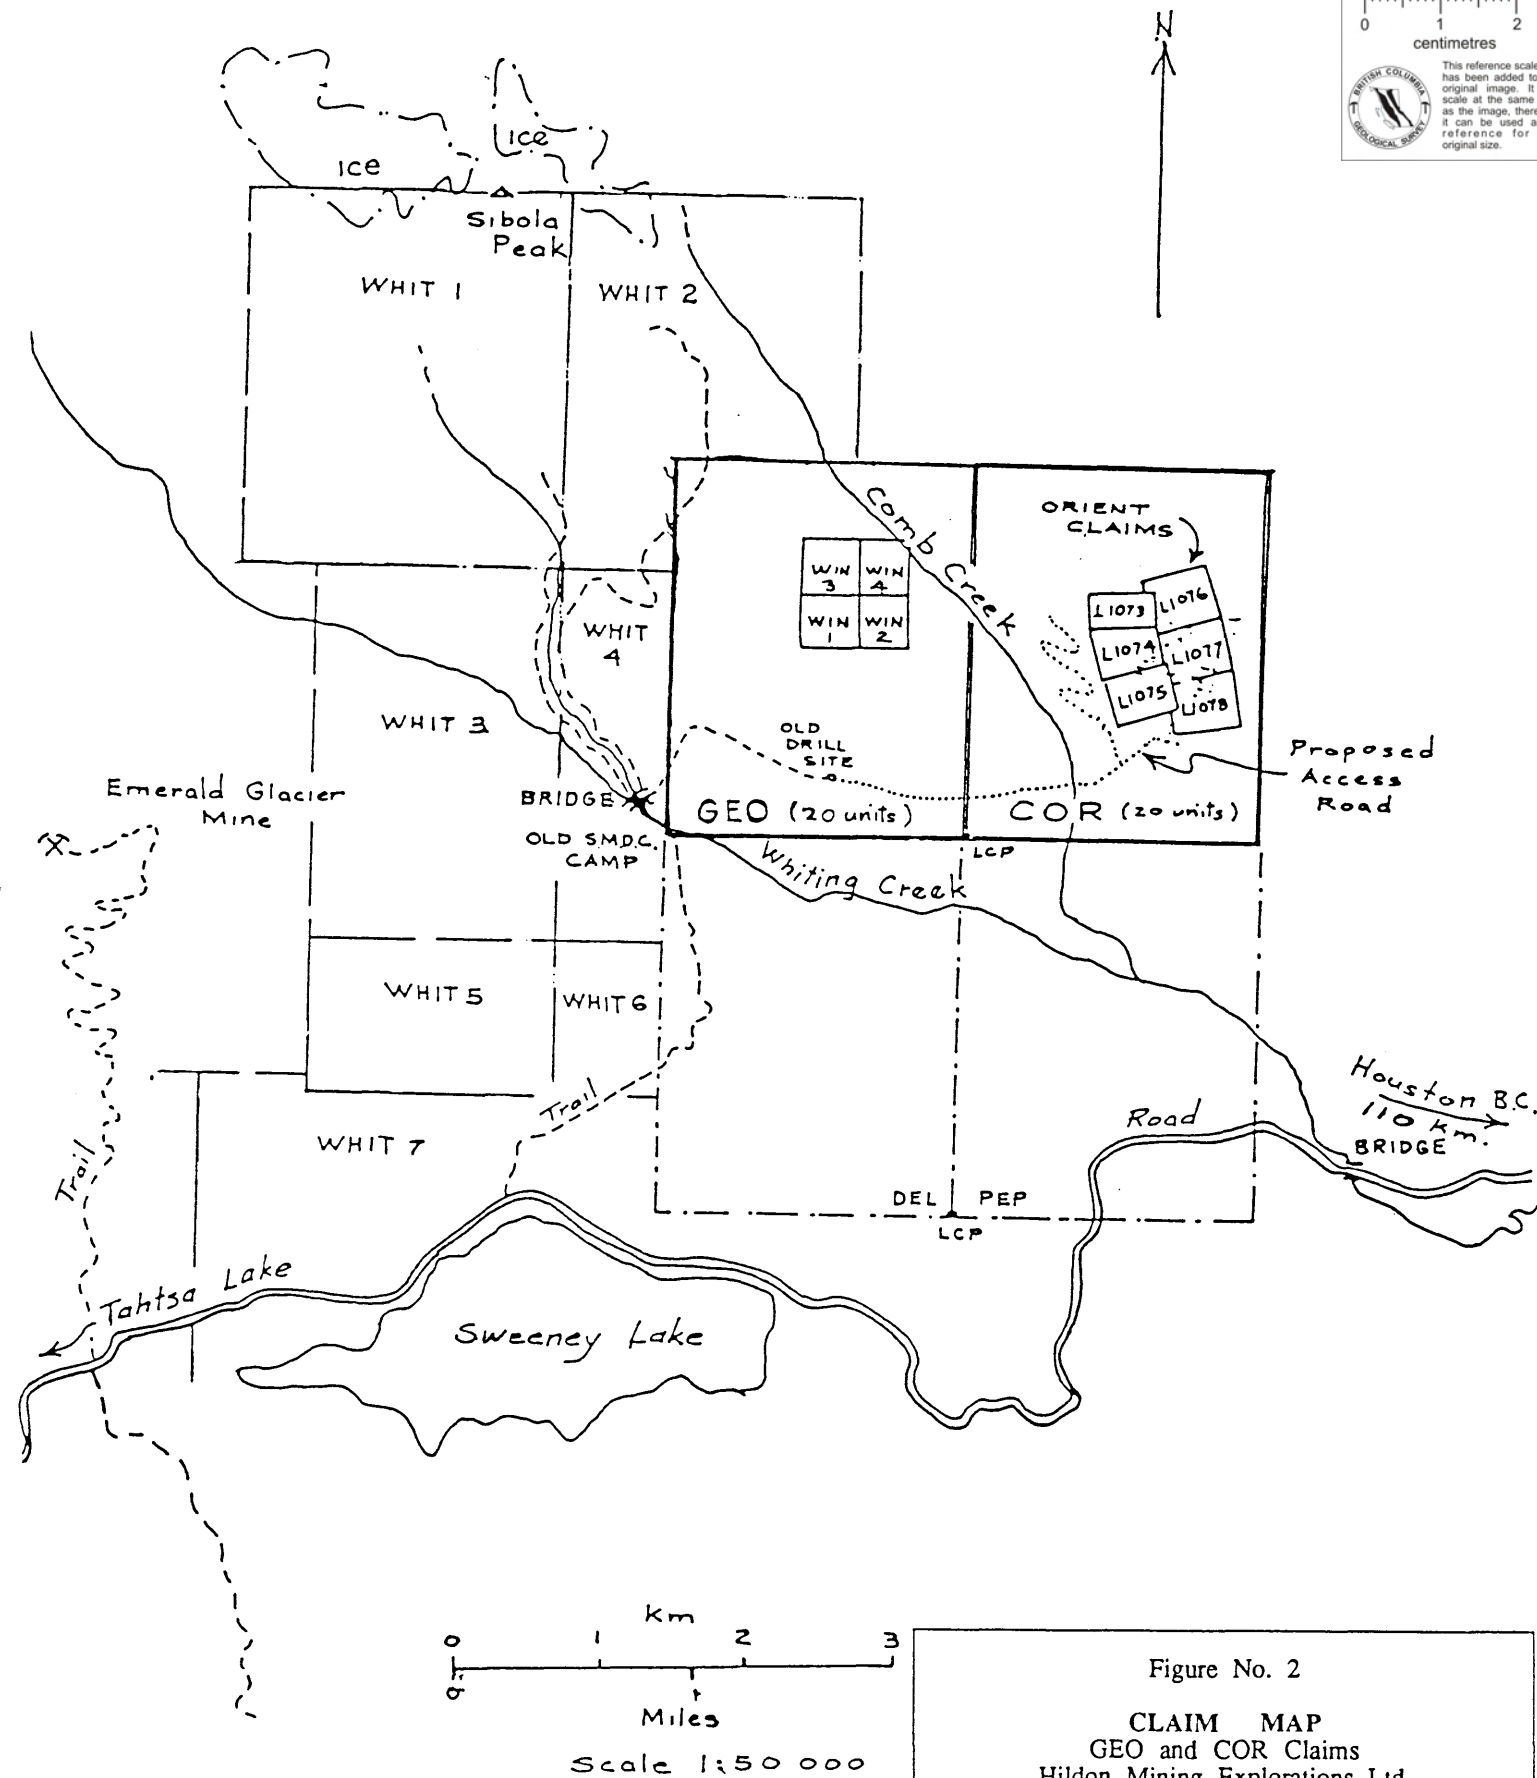 N
0 1 2
centimetres
This reference scale
has been added to
original image. It
scale at the same
as the image, there
it can be used a
reference for
original size.
BRITISH COLUMBIA
GEOLOGICAL SURVEY
Ice
Ice
Sibola
Peak
WHIT 1
WHIT 2
Comb Creek
ORIENT
CLAIMS
WIN
3
WIN
4
WIN
1
WIN
2
L1073
L1076
L1074
L1077
L1075
L1078
WHIT
4
WHIT 3
OLD
DRILL
SITE
Proposed
Access
Road
Emerald Glacier
Mine
BRIDGE
GEO (20 units)
COR (20 units)
OLD S.M.D.C.
CAMP
LCP
Whiting Creek
WHIT 5
WHIT 6
Trail
Houston B.C.
110 km.
BRIDGE
Road
WHIT 7
Trail
DEL
PEP
LCP
Tahtsa Lake
Sweeney Lake
Km
0 1 2 3
0 1
Miles
Scale 1:50 000
Figure No. 2
CLAIM MAP
GEO and COR Claims
Hildon Mining Explorations Ltd